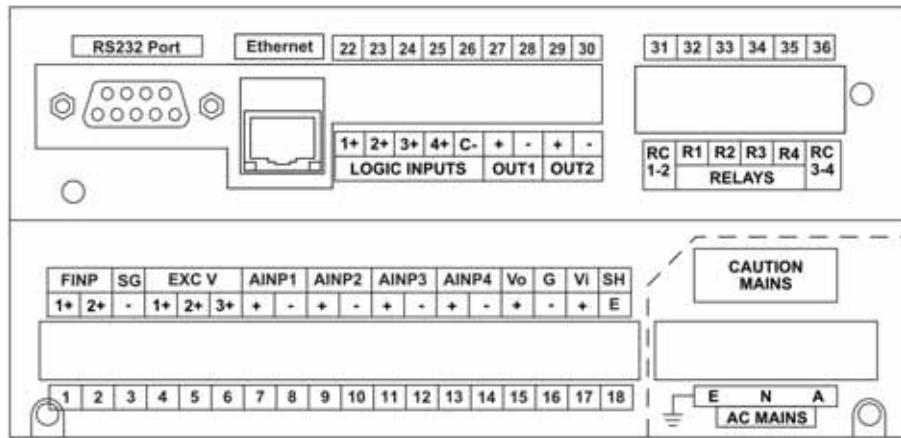 RS232 Port Ethernet 22 23 24 25 26 27 28 29 30 31 32 33 34 35 36
1+ 2+ 3+ 4+ C- + - + -
LOGIC INPUTS OUT1 OUT2
RC R1 R2 R3 R4 RC
1-2 RELAYS 3-4
FINP SG EXC V AINP1 AINP2 AINP3 AINP4 Vo G Vi SH
1+ 2+ - 1+ 2+ 3+ + - + - + - + - + - + E
CAUTION
MAINS
1 2 3 4 5 6 7 8 9 10 11 12 13 14 15 16 17 18
E N A
AC MAINS